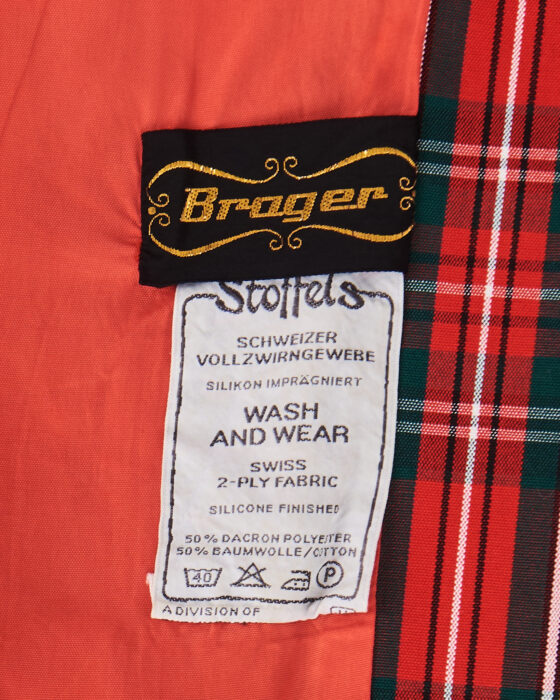 Brager
Stoffels
SCHWEIZER
VOLLZWIRNGEWEBE
SILIKON IMPRÄGNIERT
WASH
AND WEAR
SWISS
2-PLY FABRIC
SILICONE FINISHED
50% DACRON POLYESTER
50% BAUMWOLLE/COTTON
40 P
A DIVISION OF